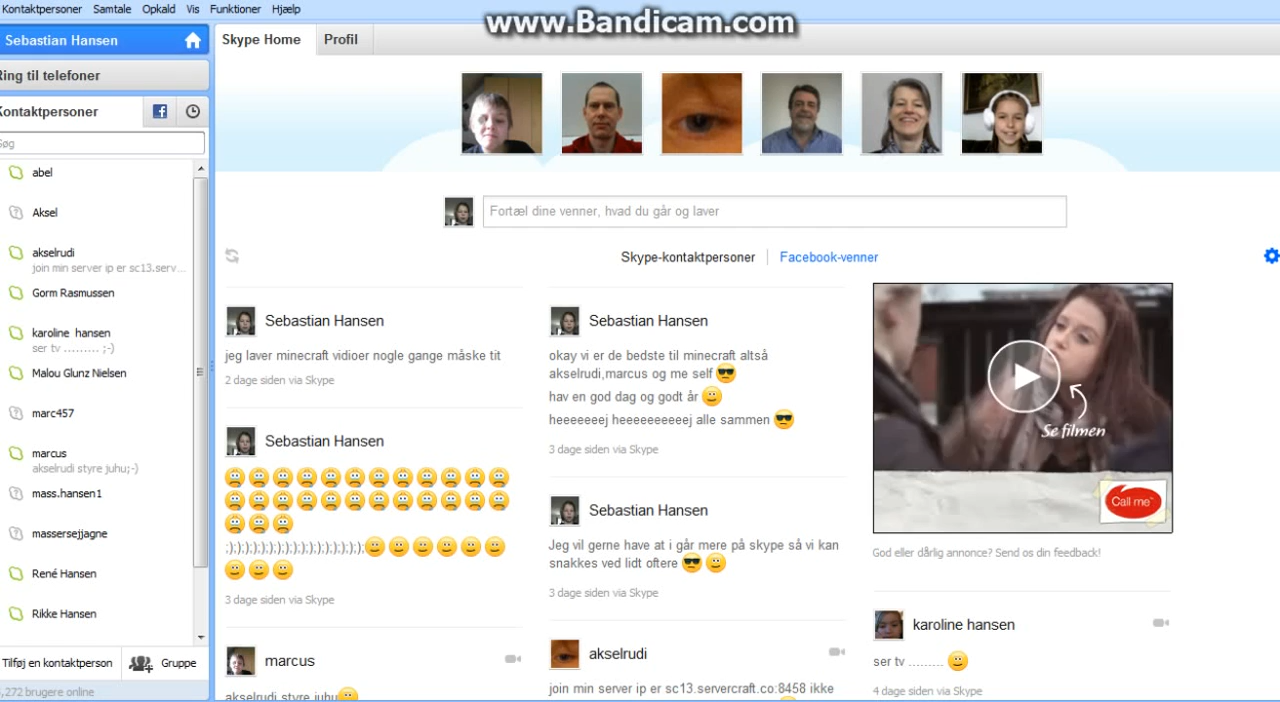 Kontaktpersoner Samtale Opkald Vis Funktioner Hjælp
www.Bandicam.com
Sebastian Hansen
Ring til telefoner
Kontaktpersoner
Søg
abel
Aksel
akselrudi
join min server ip er sc13.serv...
Gorm Rasmussen
karoline hansen
ser tv ......... ;-)
Malou Glunz Nielsen
marc457
marcus
akselrudi styre juhu;-)
mass.hansen1
massersejjagne
René Hansen
Rikke Hansen
Tilføj en kontaktperson
Gruppe
,272 brugere online
Skype Home
Profil
Fortæl dine venner, hvad du går og laver
Skype-kontaktpersoner
Facebook-venner
Sebastian Hansen
jeg laver minecraft vidioer nogle gange måske tit
2 dage siden via Skype
Sebastian Hansen
;);););););););););););););););););
3 dage siden via Skype
marcus
akselrudi styre juhu
Sebastian Hansen
okay vi er de bedste til minecraft altså
akselrudi,marcus og me self
hav en god dag og godt år
heeeeeeej heeeeeeeeeej alle sammen
3 dage siden via Skype
Sebastian Hansen
Jeg vil gerne have at i går mere på skype så vi kan
snakkes ved lidt oftere
3 dage siden via Skype
akselrudi
join min server ip er sc13.servercraft.co:8458 ikke
Se filmen
Call me
God eller dårlig annonce? Send os din feedback!
karoline hansen
ser tv .........
4 dage siden via Skype